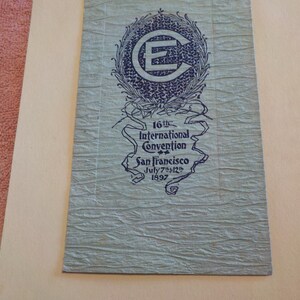 CE
16th
International
Convention
San Francisco
July 7th-12th
1897